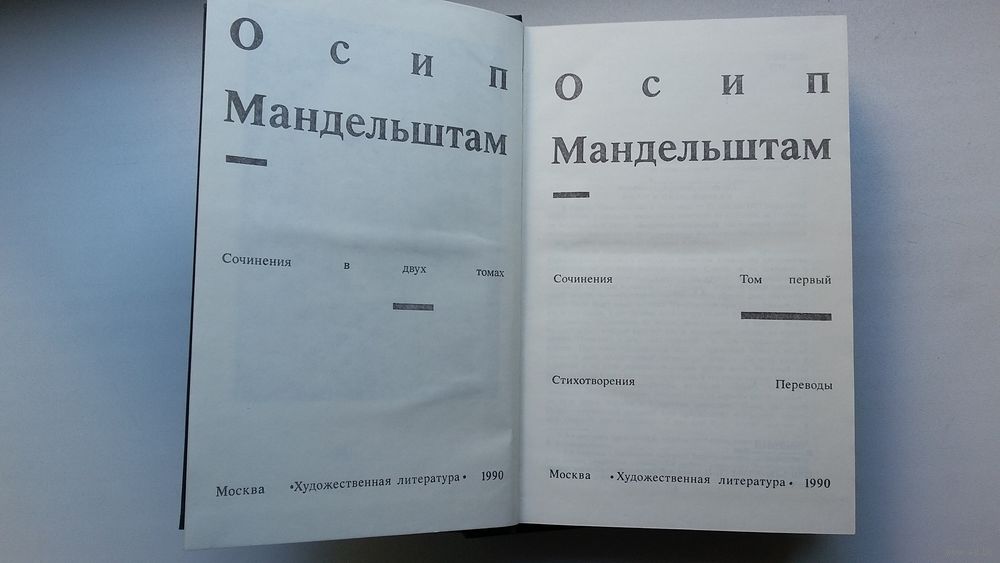 Осип
Мандельштам
Сочинения в двух томах
Москва «Художественная литература» 1990
Осип
Мандельштам
Сочинения Том первый
Стихотворения Переводы
Москва «Художественная литература» 1990